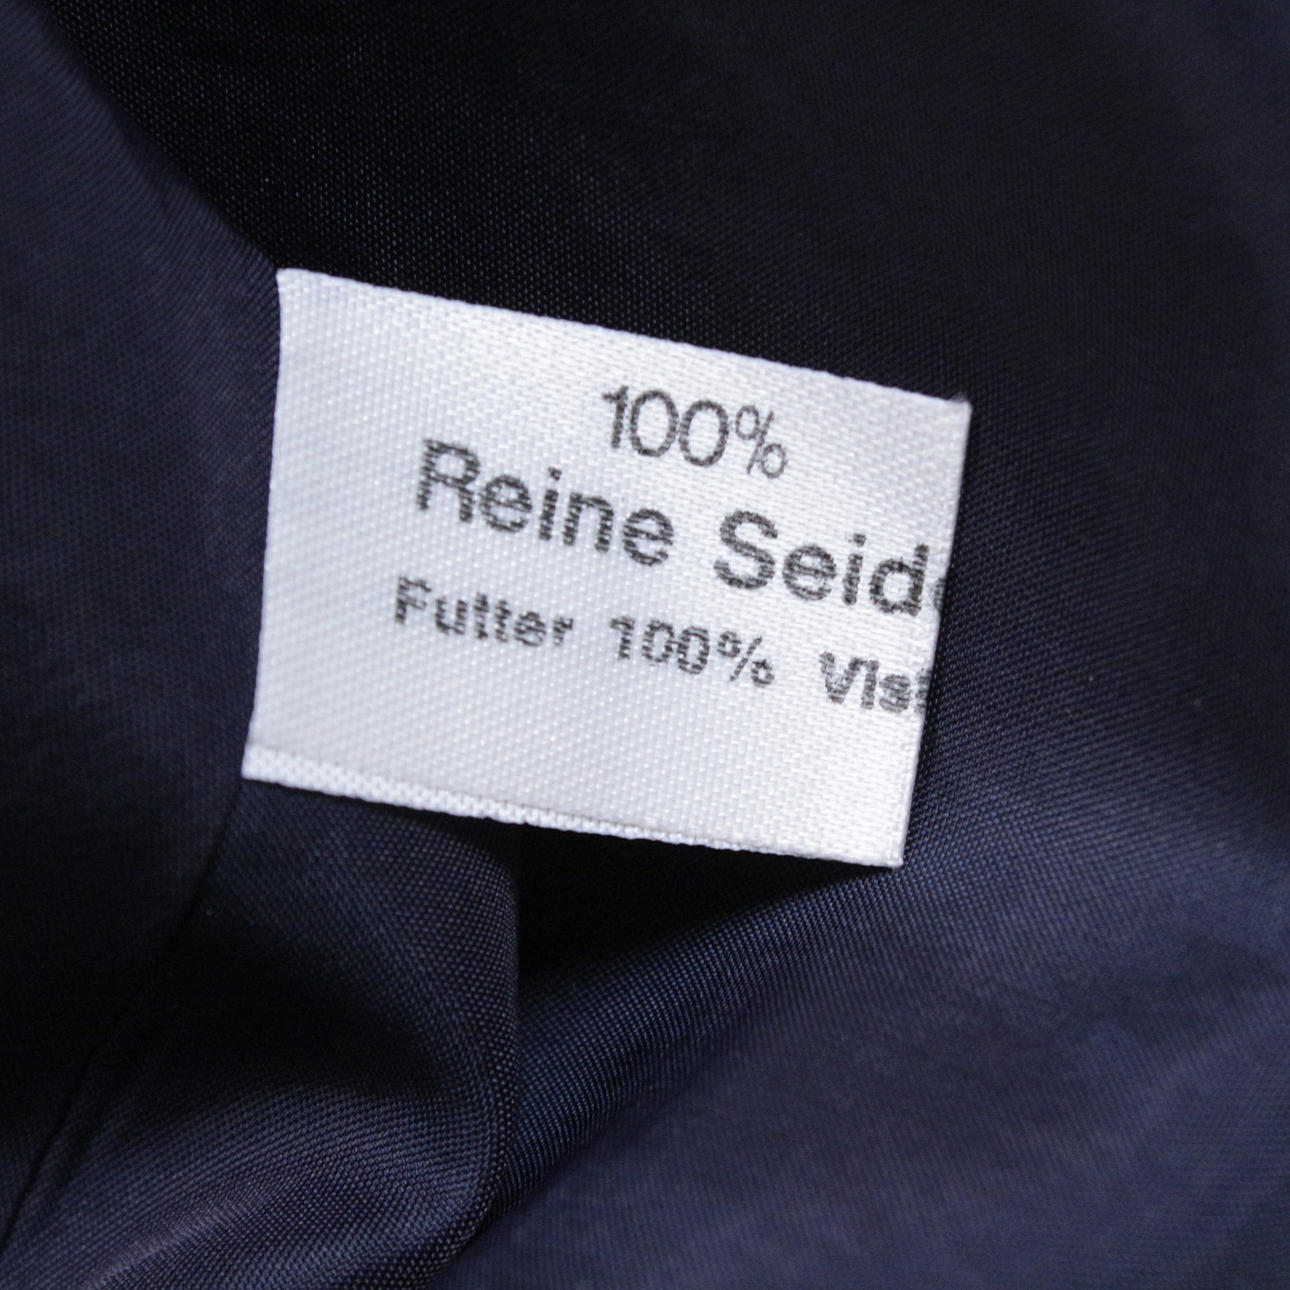 100%
Reine Seide
Futter 100% Vis